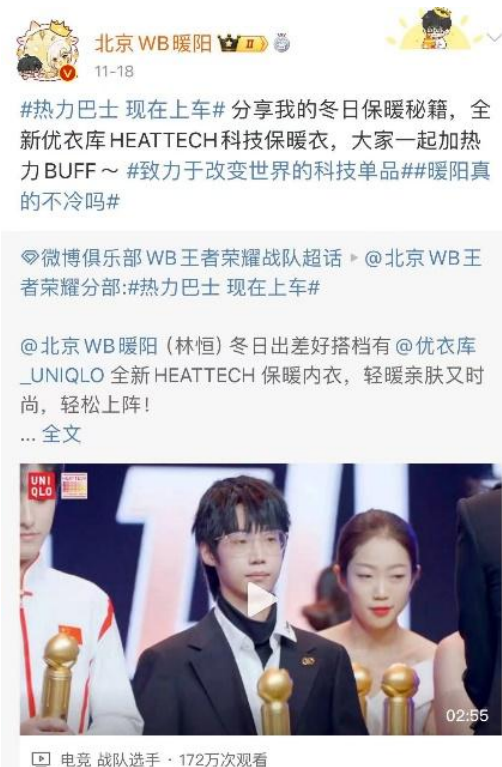 北京WB暖阳 II
11-18
#热力巴士 现在上车# 分享我的冬日保暖秘籍，全
新优衣库HEATTECH科技保暖衣，大家一起加热
力BUFF～ #致力于改变世界的科技单品##暖阳真
的不冷吗#
微博俱乐部WB王者荣耀战队超话 ▸ @北京WB王
者荣耀分部:#热力巴士 现在上车#
@北京WB暖阳（林恒）冬日出差好搭档有@优衣库
_UNIQLO 全新HEATTECH 保暖内衣，轻暖亲肤又时
尚，轻松上阵！
... 全文
UNI
QLO
HEATTECH
02:55
电竞 战队选手 · 172万次观看